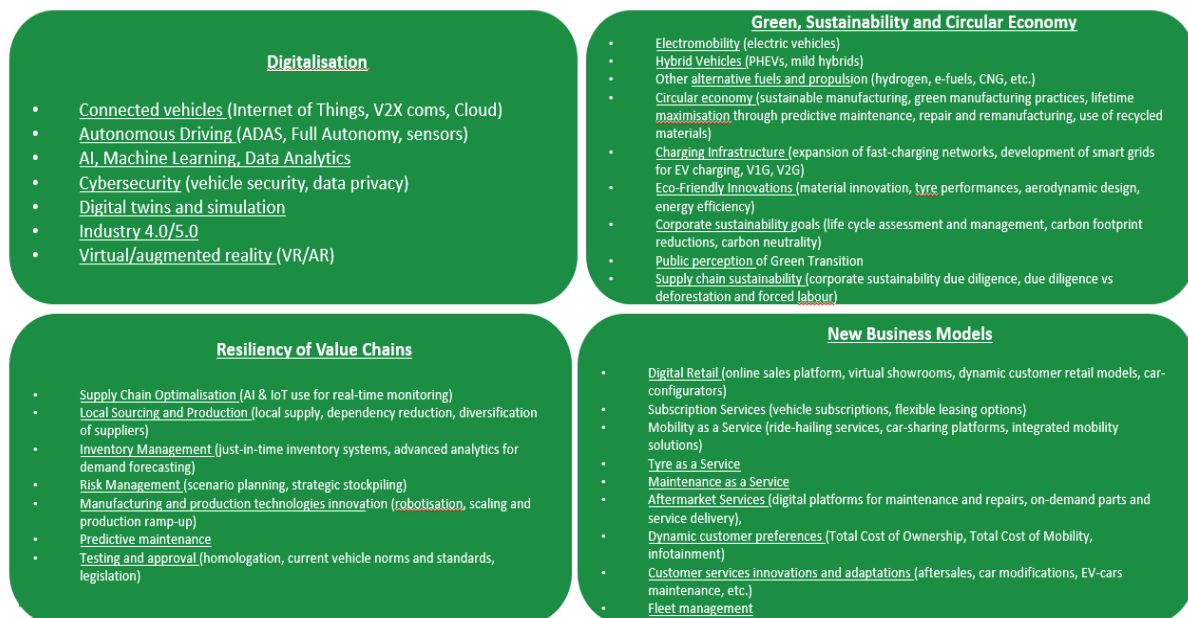 Digitalisation
• Connected vehicles (Internet of Things, V2X coms, Cloud)
• Autonomous Driving (ADAS, Full Autonomy, sensors)
• AI, Machine Learning, Data Analytics
• Cybersecurity (vehicle security, data privacy)
• Digital twins and simulation
• Industry 4.0/5.0
• Virtual/augmented reality (VR/AR)
Green, Sustainability and Circular Economy
• Electromobility (electric vehicles)
• Hybrid Vehicles (PHEVs, mild hybrids)
• Other alternative fuels and propulsion (hydrogen, e-fuels, CNG, etc.)
• Circular economy (sustainable manufacturing, green manufacturing practices, lifetime
maximisation through predictive maintenance, repair and remanufacturing, use of recycled
materials)
• Charging Infrastructure (expansion of fast-charging networks, development of smart grids
for EV charging, V1G, V2G)
• Eco-Friendly Innovations (material innovation, tyre performances, aerodynamic design,
energy efficiency)
• Corporate sustainability goals (life cycle assessment and management, carbon footprint
reductions, carbon neutrality)
• Public perception of Green Transition
• Supply chain sustainability (corporate sustainability due diligence, due diligence vs
deforestation and forced labour)
Resiliency of Value Chains
• Supply Chain Optimalisation (AI & IoT use for real-time monitoring)
• Local Sourcing and Production (local supply, dependency reduction, diversification
of suppliers)
• Inventory Management (just-in-time inventory systems, advanced analytics for
demand forecasting)
• Risk Management (scenario planning, strategic stockpiling)
• Manufacturing and production technologies innovation (robotisation, scaling and
production ramp-up)
• Predictive maintenance
• Testing and approval (homologation, current vehicle norms and standards,
legislation)
New Business Models
• Digital Retail (online sales platform, virtual showrooms, dynamic customer retail models, car-
configurators)
• Subscription Services (vehicle subscriptions, flexible leasing options)
• Mobility as a Service (ride-hailing services, car-sharing platforms, integrated mobility
solutions)
• Tyre as a Service
• Maintenance as a Service
• Aftermarket Services (digital platforms for maintenance and repairs, on-demand parts and
service delivery),
• Dynamic customer preferences (Total Cost of Ownership, Total Cost of Mobility,
infotainment)
• Customer services innovations and adaptations (aftersales, car modifications, EV-cars
maintenance, etc.)
• Fleet management